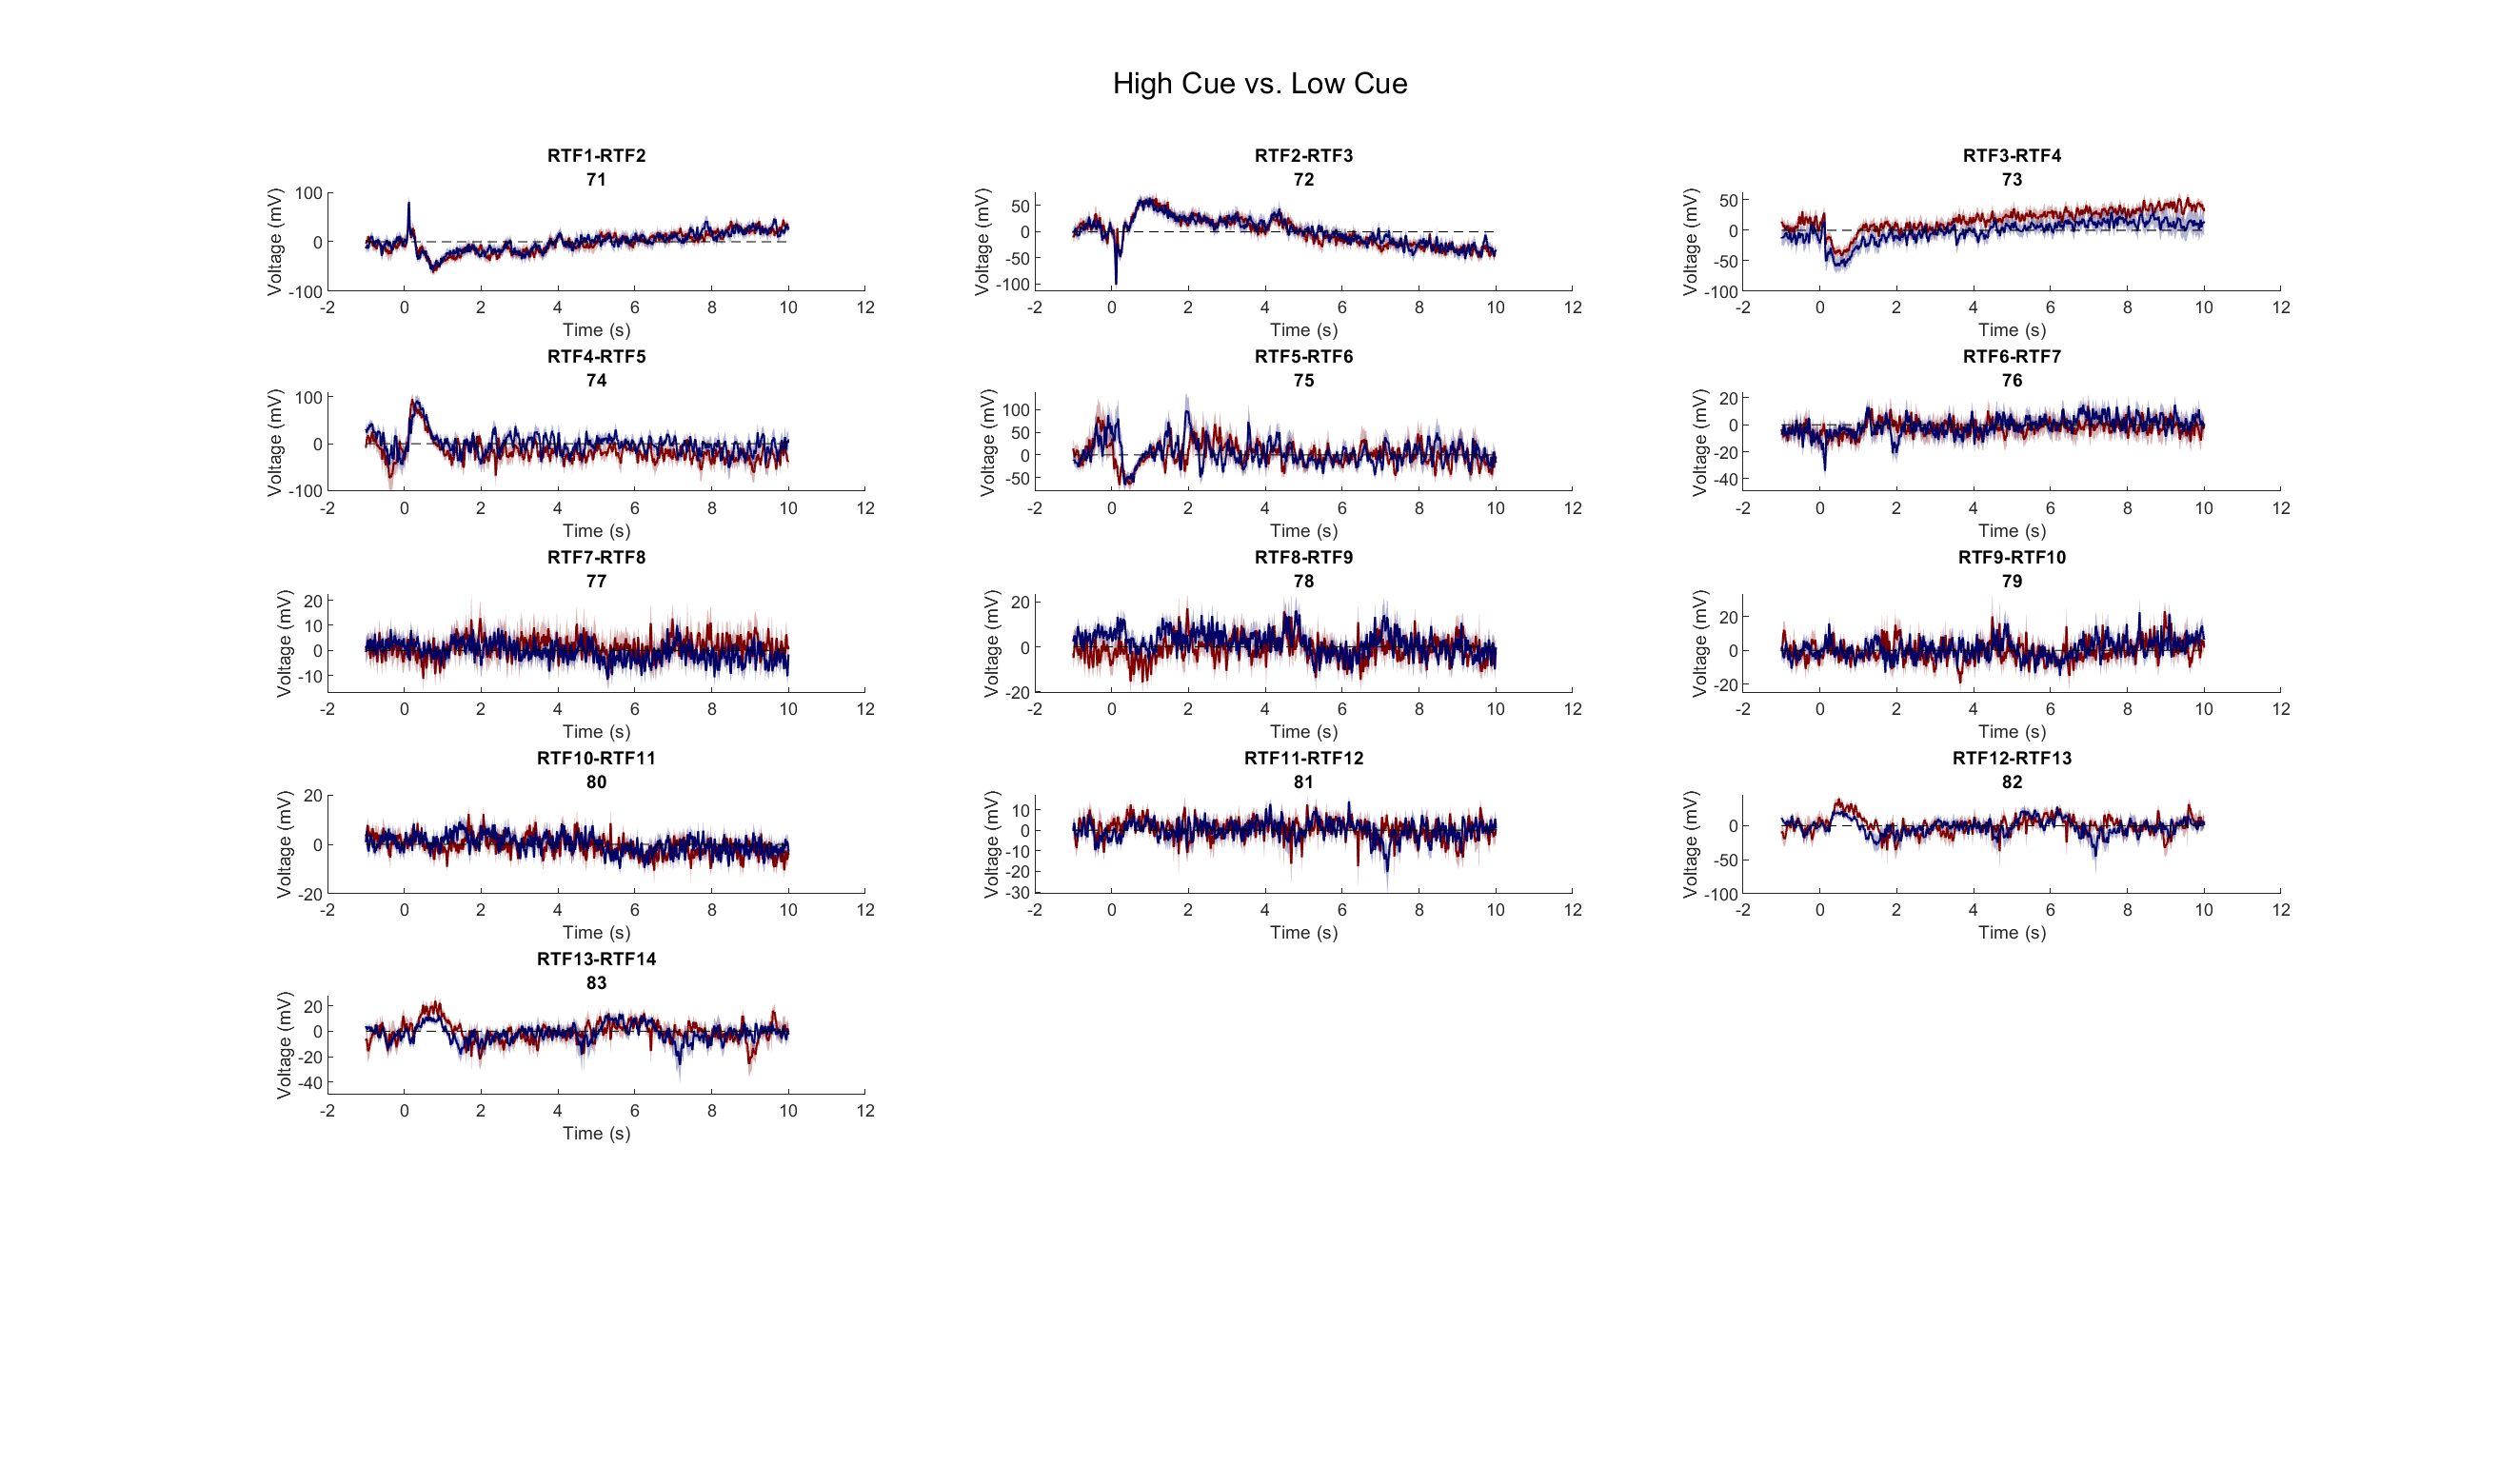 High Cue vs. Low Cue
RTF1-RTF2
71
Voltage (mV)
100
0
-100
-2 0 2 4 6 8 10 12
Time (s)
RTF2-RTF3
72
Voltage (mV)
50
0
-50
-100
-2 0 2 4 6 8 10 12
Time (s)
RTF3-RTF4
73
Voltage (mV)
50
0
-50
-100
-2 0 2 4 6 8 10 12
Time (s)
RTF4-RTF5
74
Voltage (mV)
100
0
-100
-2 0 2 4 6 8 10 12
Time (s)
RTF5-RTF6
75
Voltage (mV)
100
50
0
-50
-2 0 2 4 6 8 10 12
Time (s)
RTF6-RTF7
76
Voltage (mV)
20
0
-20
-40
-2 0 2 4 6 8 10 12
Time (s)
RTF7-RTF8
77
Voltage (mV)
20
10
0
-10
-2 0 2 4 6 8 10 12
Time (s)
RTF8-RTF9
78
Voltage (mV)
20
0
-20
-2 0 2 4 6 8 10 12
Time (s)
RTF9-RTF10
79
Voltage (mV)
20
0
-20
-2 0 2 4 6 8 10 12
Time (s)
RTF10-RTF11
80
Voltage (mV)
20
0
-20
-2 0 2 4 6 8 10 12
Time (s)
RTF11-RTF12
81
Voltage (mV)
10
0
-10
-20
-30
-2 0 2 4 6 8 10 12
Time (s)
RTF12-RTF13
82
Voltage (mV)
0
-50
-100
-2 0 2 4 6 8 10 12
Time (s)
RTF13-RTF14
83
Voltage (mV)
20
0
-20
-40
-2 0 2 4 6 8 10 12
Time (s)